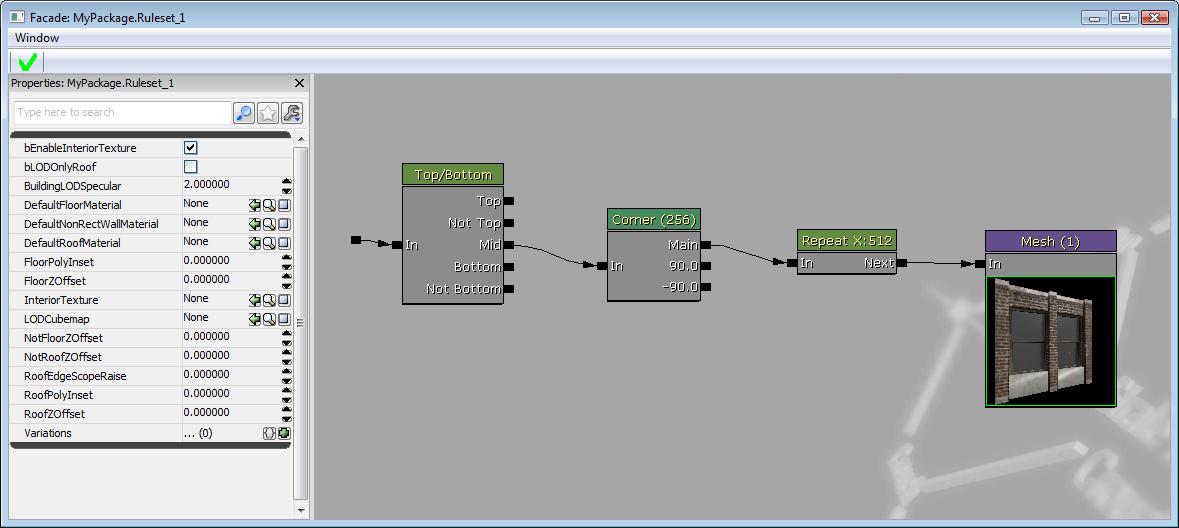 Facade: MyPackage.Ruleset_1
Window
Properties: MyPackage.Ruleset_1
Type here to search
bEnableInteriorTexture
bLODOnlyRoof
BuildingLODSpecular 2.000000
DefaultFloorMaterial None
DefaultNonRectWallMaterial None
DefaultRoofMaterial None
FloorPolyInset 0.000000
FloorZOffset 0.000000
InteriorTexture None
LODCubemap None
NotFloorZOffset 0.000000
NotRoofZOffset 0.000000
RoofEdgeScopeRaise 0.000000
RoofPolyInset 0.000000
RoofZOffset 0.000000
Variations ... (0)
Top/Bottom
Top
Not Top
In Mid
Bottom
Not Bottom
Corner (256)
Main
In 90.0
-90.0
Repeat X:512
In Next
Mesh (1)
In